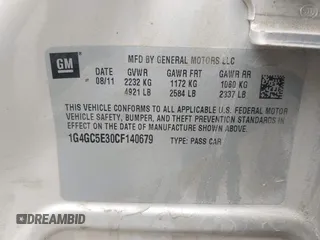 MFD BY GENERAL MOTORS LLC
GM
DATE GVWR GAWR FRT GAWR RR
08/11 2232 KG 1172 KG 1060 KG
4921 LB 2584 LB 2337 LB
THIS VEHICLE CONFORMS TO ALL APPLICABLE U.S. FEDERAL MOTOR
VEHICLE SAFETY, BUMPER, AND THEFT PREVENTION STANDARDS IN
EFFECT ON THE DATE OF MANUFACTURE SHOWN ABOVE.
1G4GC5E30CF140679 TYPE: PASS CAR
DREAMBID